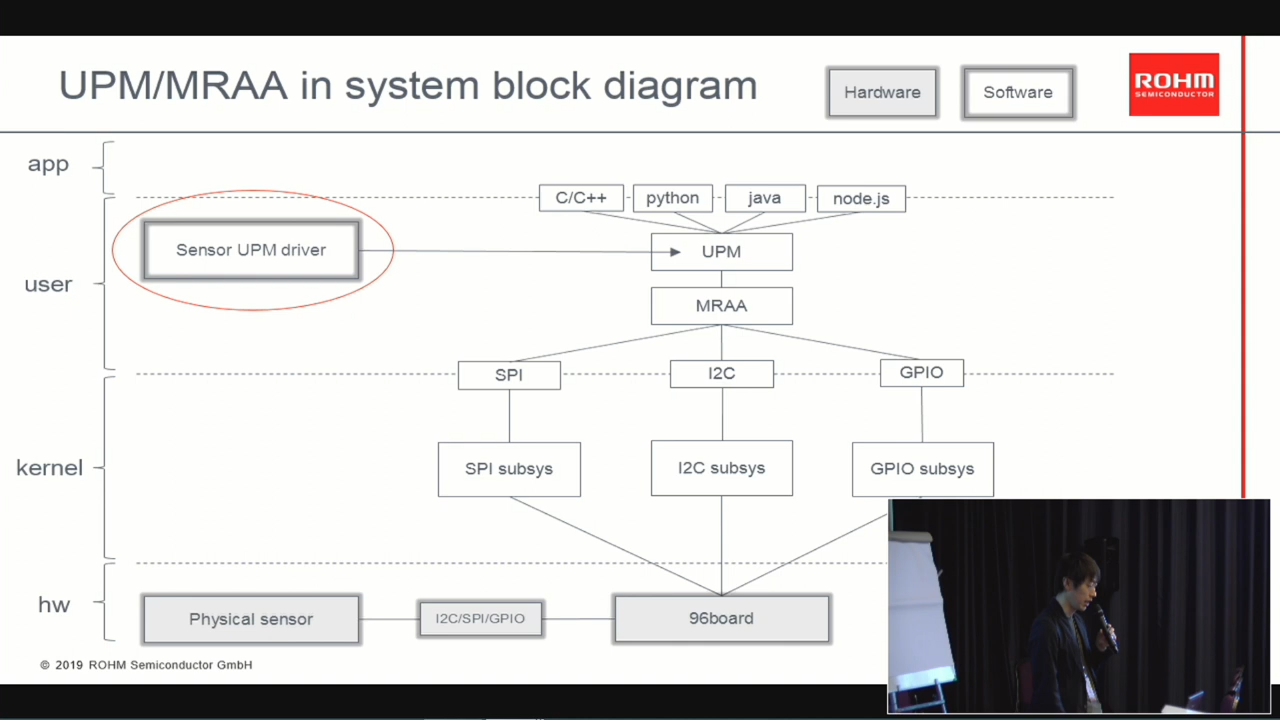 UPM/MRAA in system block diagram
Hardware
Software
ROHM
SEMICONDUCTOR
app
C/C++
python
java
node.js
Sensor UPM driver
UPM
user
MRAA
SPI
I2C
GPIO
kernel
SPI subsys
I2C subsys
GPIO subsys
hw
Physical sensor
I2C/SPI/GPIO
96board
© 2019 ROHM Semiconductor GmbH